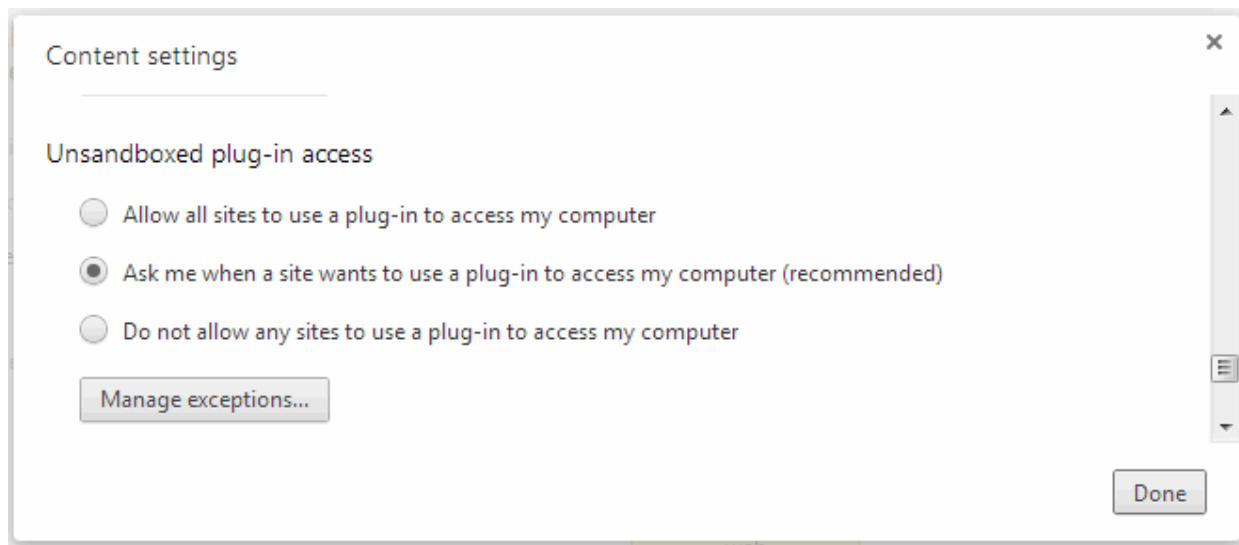 Content settings
Unsandboxed plug-in access
Allow all sites to use a plug-in to access my computer
Ask me when a site wants to use a plug-in to access my computer (recommended)
Do not allow any sites to use a plug-in to access my computer
Manage exceptions...
Done